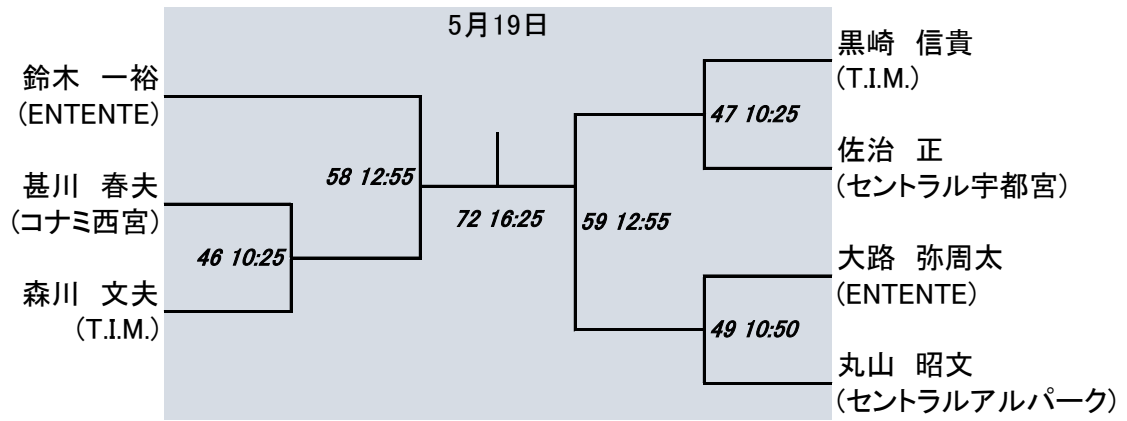 5月19日
鈴木　一裕
(ENTENTE)
甚川　春夫
(コナミ西宮)
森川　文夫
(T.I.M.)
46 10:25
58 12:55
72 16:25
59 12:55
47 10:25
49 10:50
黒崎　信貴
(T.I.M.)
佐治　正
(セントラル宇都宮)
大路　弥周太
(ENTENTE)
丸山　昭文
(セントラルアルパーク)